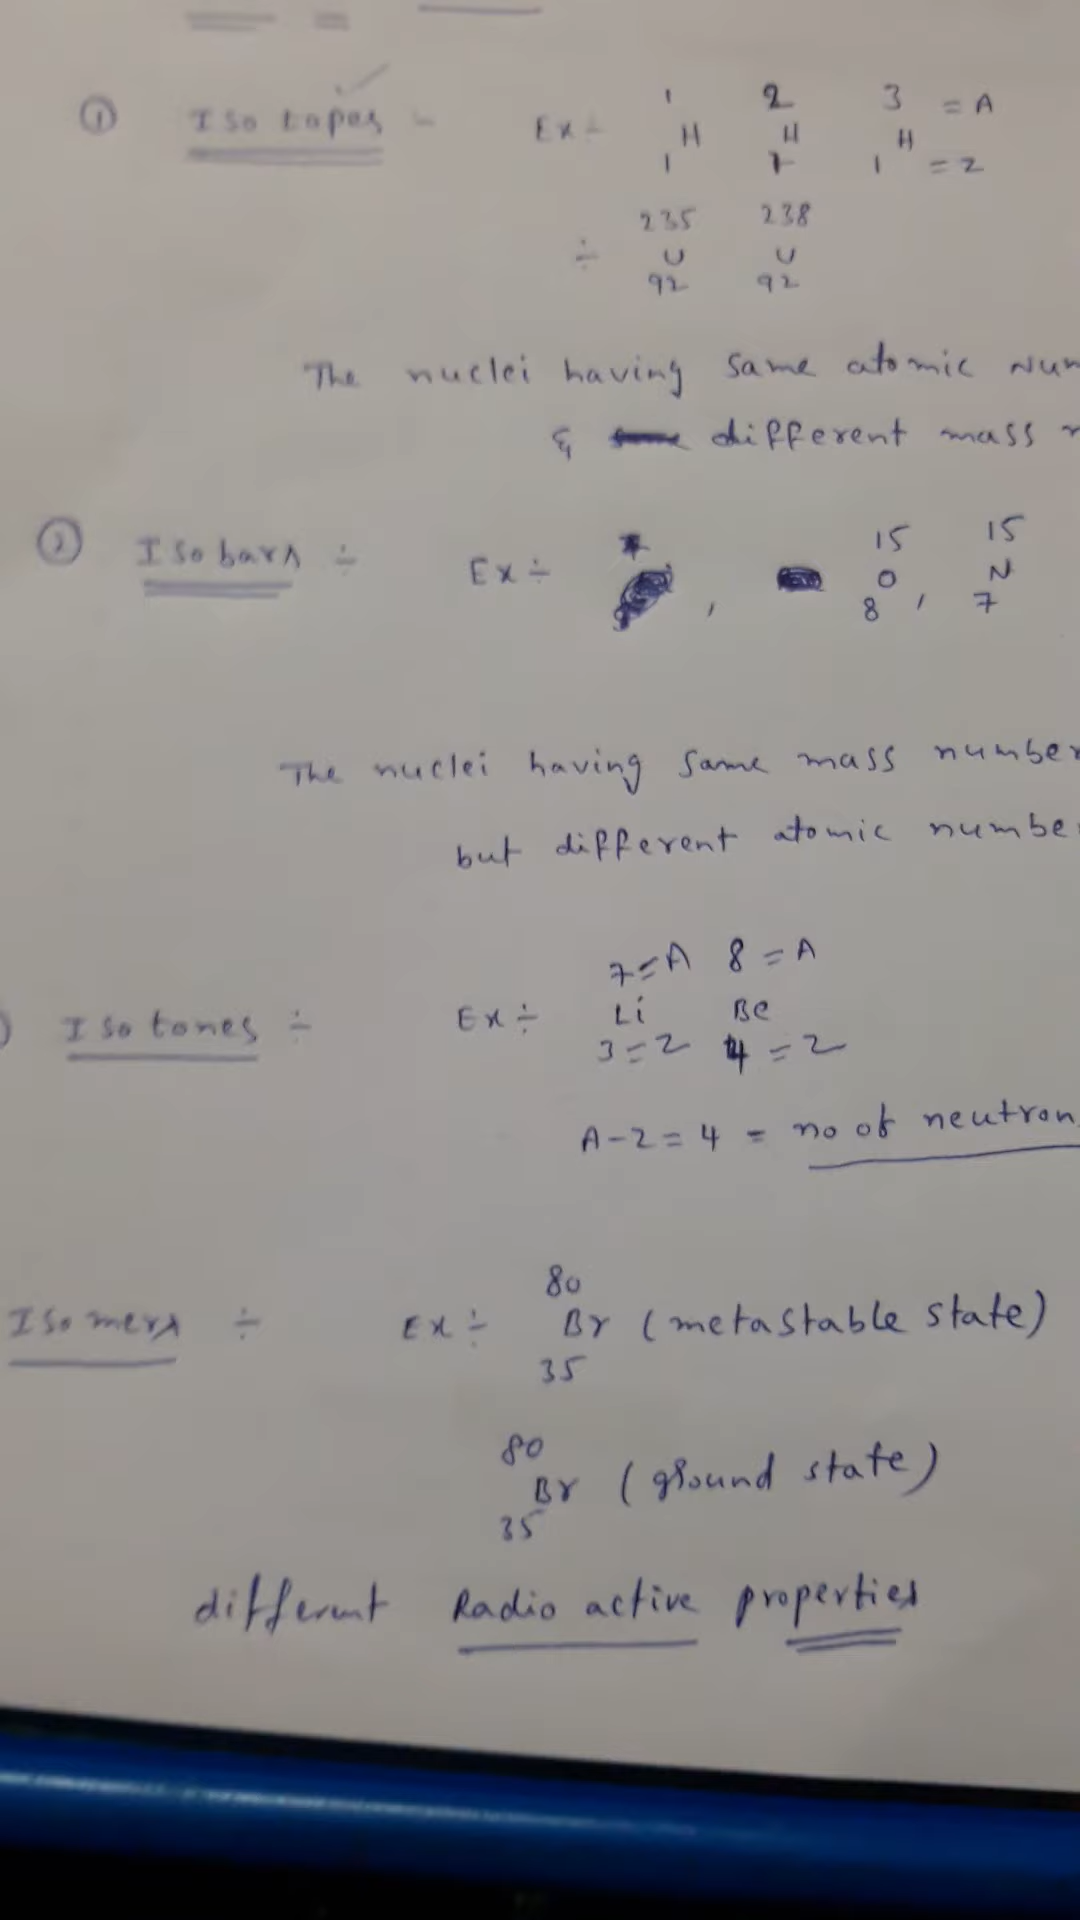 ① Isotopes - Ex - 1 2 3 = A
H H H
1 1 1 = Z
÷ 235 238
U U
92 92
The nuclei having same atomic Num
& different mass n
② Isobars ÷ Ex ÷ , 15 15
O N
8 , 7
The nuclei having same mass number
but different atomic number
7 = A 8 = A
Isotones ÷ Ex ÷ Li Be
3 = Z 4 = Z
A - Z = 4 = no of neutron
80
Isomers ÷ Ex ÷ Br (metastable state)
35
80
Br (ground state)
35
different Radio active properties